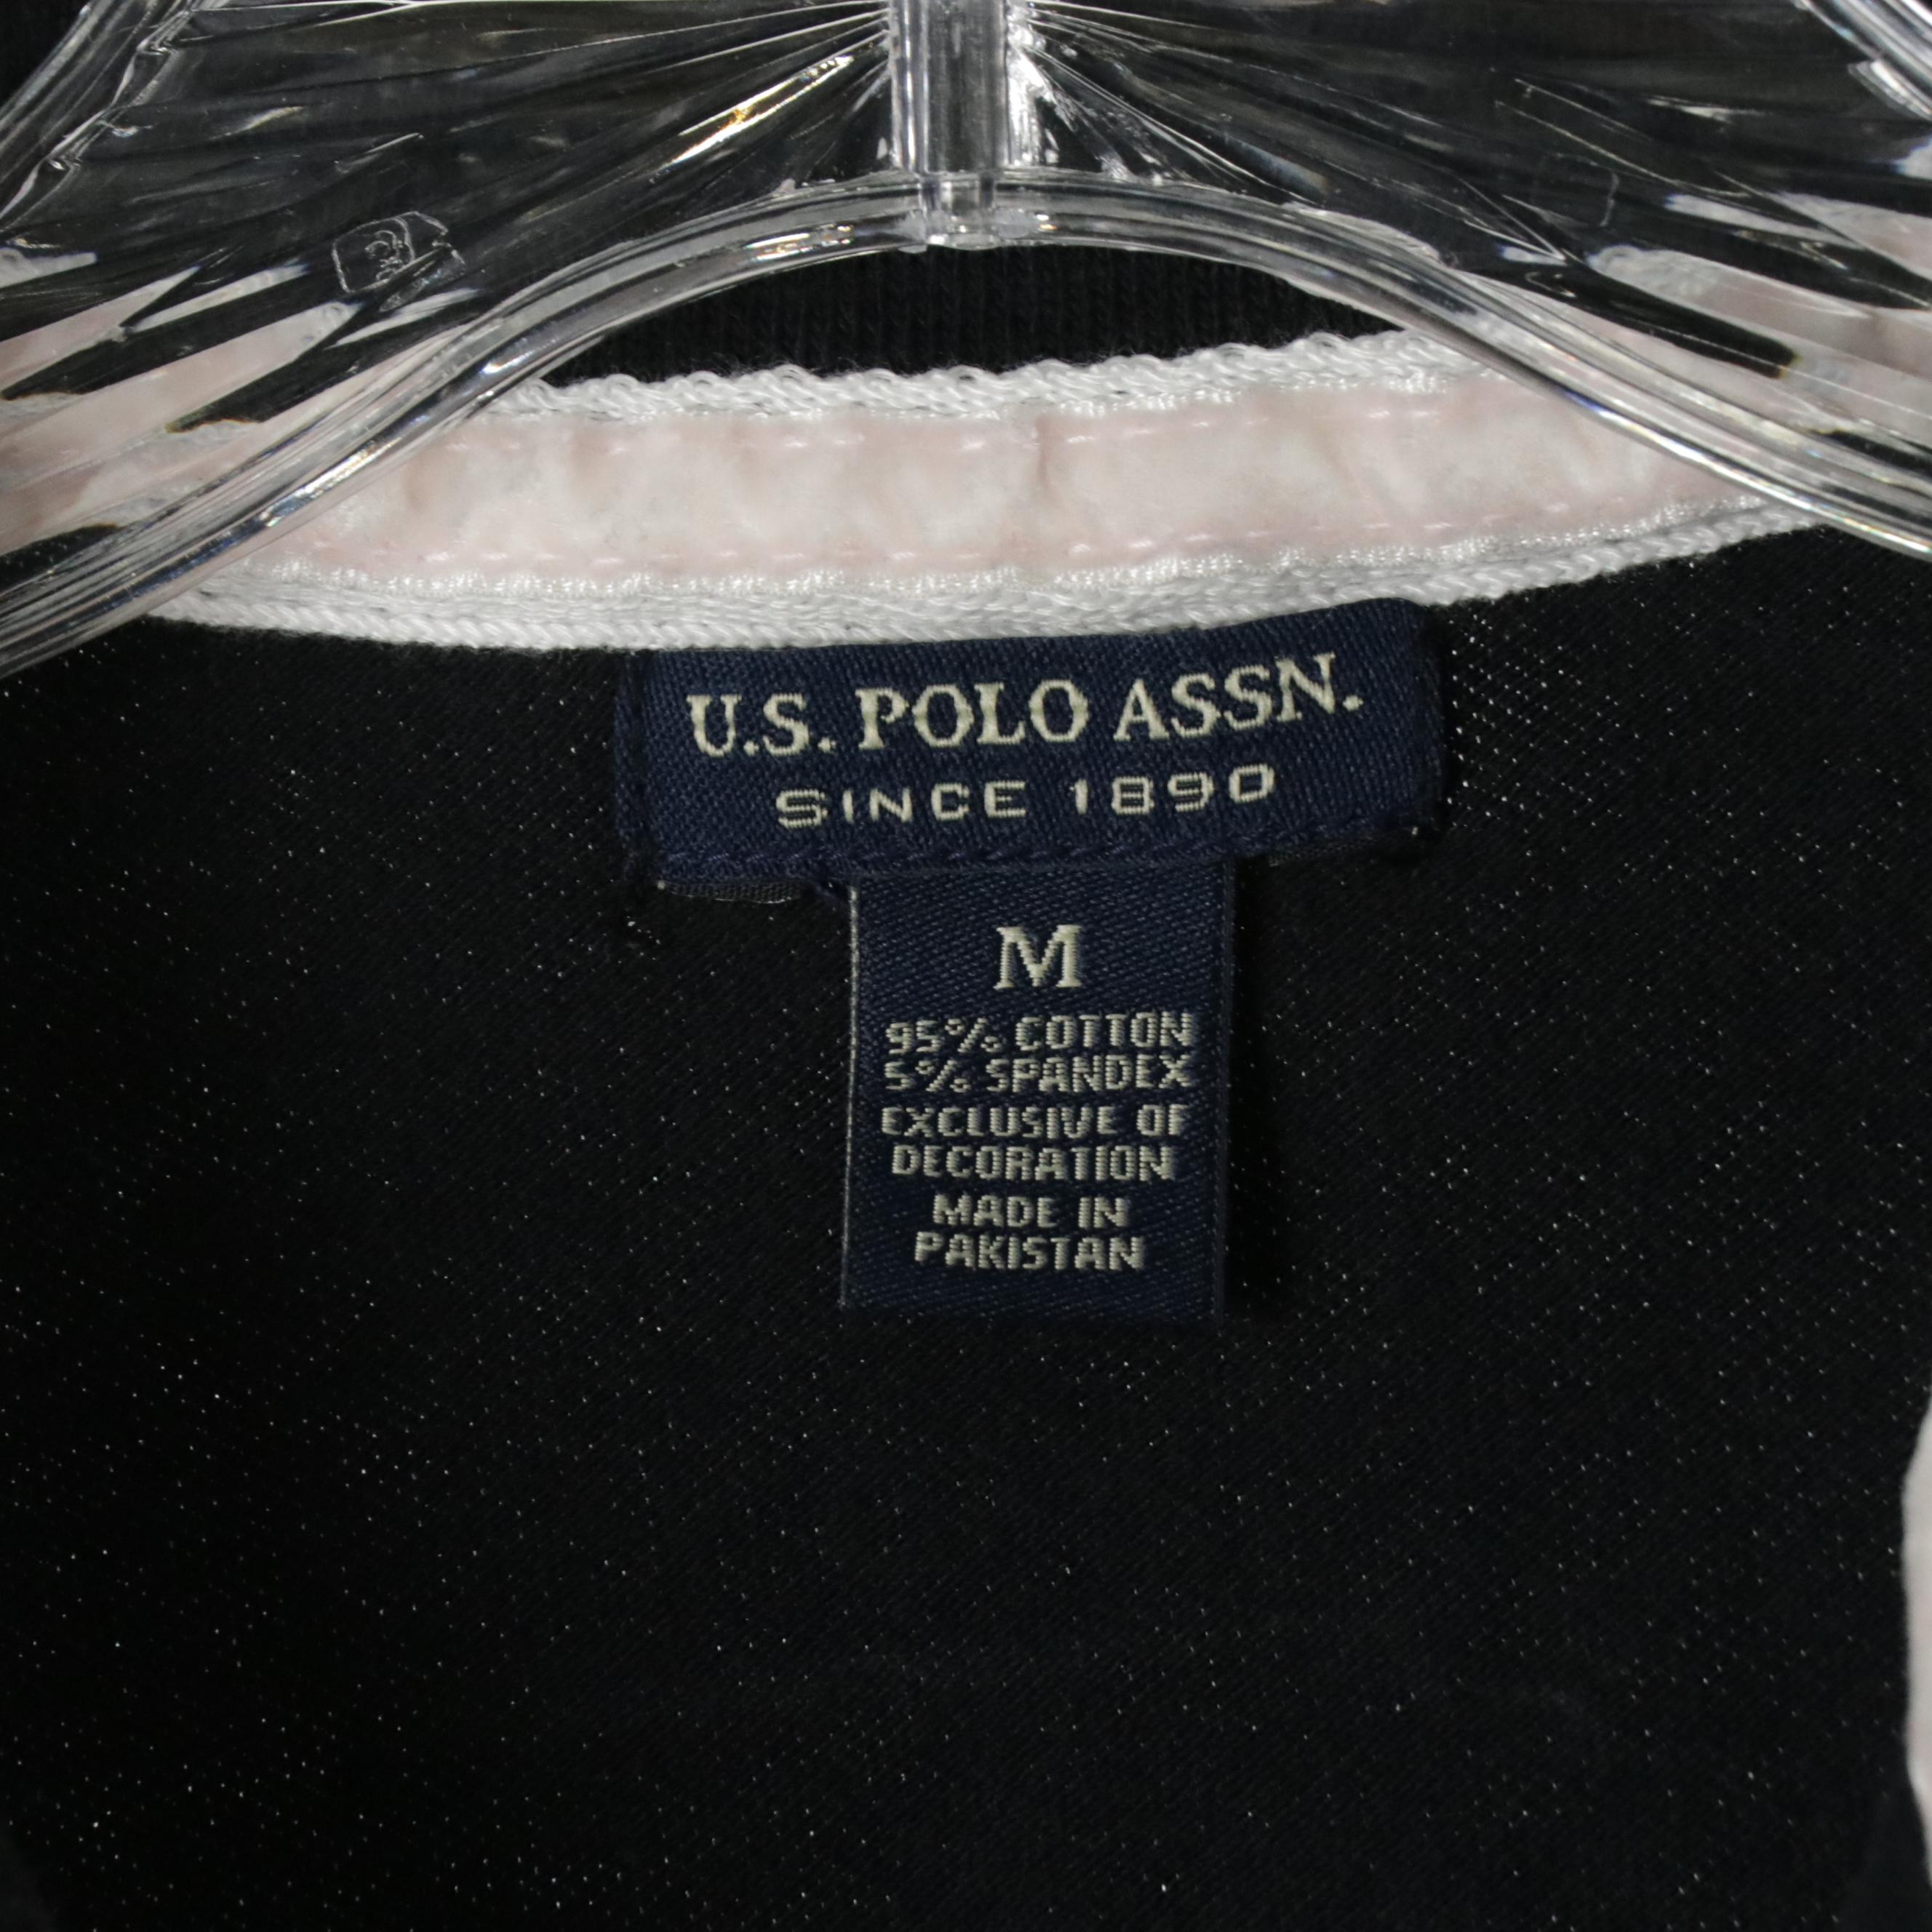 U.S. POLO ASSN.
SINCE 1890
M
95% COTTON
5% SPANDEX
EXCLUSIVE OF
DECORATION
MADE IN
PAKISTAN